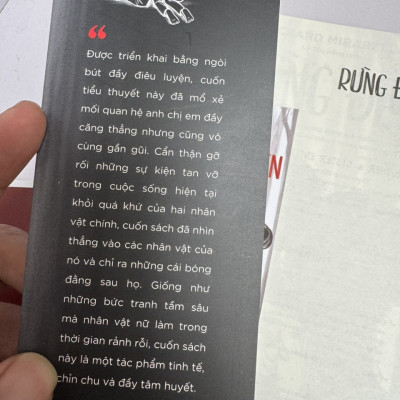 “
Được triển khai bằng ngòi
bút đầy điêu luyện, cuốn
tiểu thuyết này đã mổ xẻ
mối quan hệ anh chị em đầy
căng thẳng nhưng cũng vô
cùng gần gũi. Cẩn thận gỡ
rối những sự kiện tan vỡ
trong cuộc sống hiện tại
khỏi quá khứ của hai nhân
vật chính, cuốn sách đã nhìn
thẳng vào các nhân vật của
nó và chỉ ra những cái bóng
đằng sau họ. Giống như
những bức tranh tẩm sâu
mà nhân vật nữ làm trong
thời gian rảnh rỗi, cuốn sách
này là một tác phẩm tinh tế,
chỉn chu và đầy tâm huyết.
RỪNG Đ
N